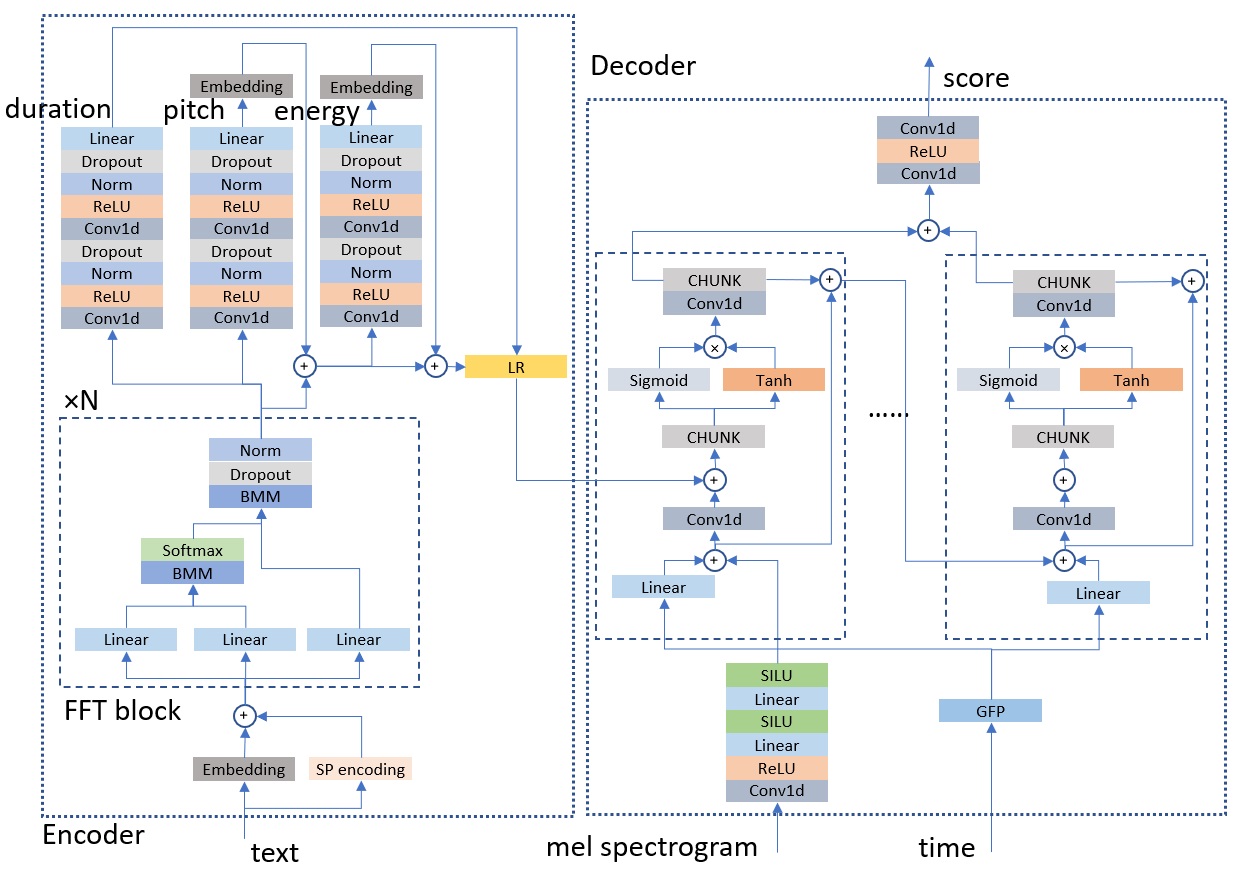 Decoder
score
Embedding
Embedding
duration
pitch
energy
Linear
Dropout
Norm
ReLU
Conv1d
Dropout
Norm
ReLU
Conv1d
Linear
Dropout
Norm
ReLU
Conv1d
Dropout
Norm
ReLU
Conv1d
Linear
Dropout
Norm
ReLU
Conv1d
Dropout
Norm
ReLU
Conv1d
+
+
LR
×N
Norm
Dropout
BMM
Softmax
BMM
Linear
Linear
Linear
FFT block
+
Embedding
SP encoding
Encoder
text
Conv1d
ReLU
Conv1d
+
CHUNK
+
Conv1d
×
Sigmoid
Tanh
CHUNK
+
Conv1d
+
Linear
......
CHUNK
+
Conv1d
×
Sigmoid
Tanh
CHUNK
+
Conv1d
+
Linear
SILU
Linear
SILU
Linear
ReLU
Conv1d
GFP
mel spectrogram
time